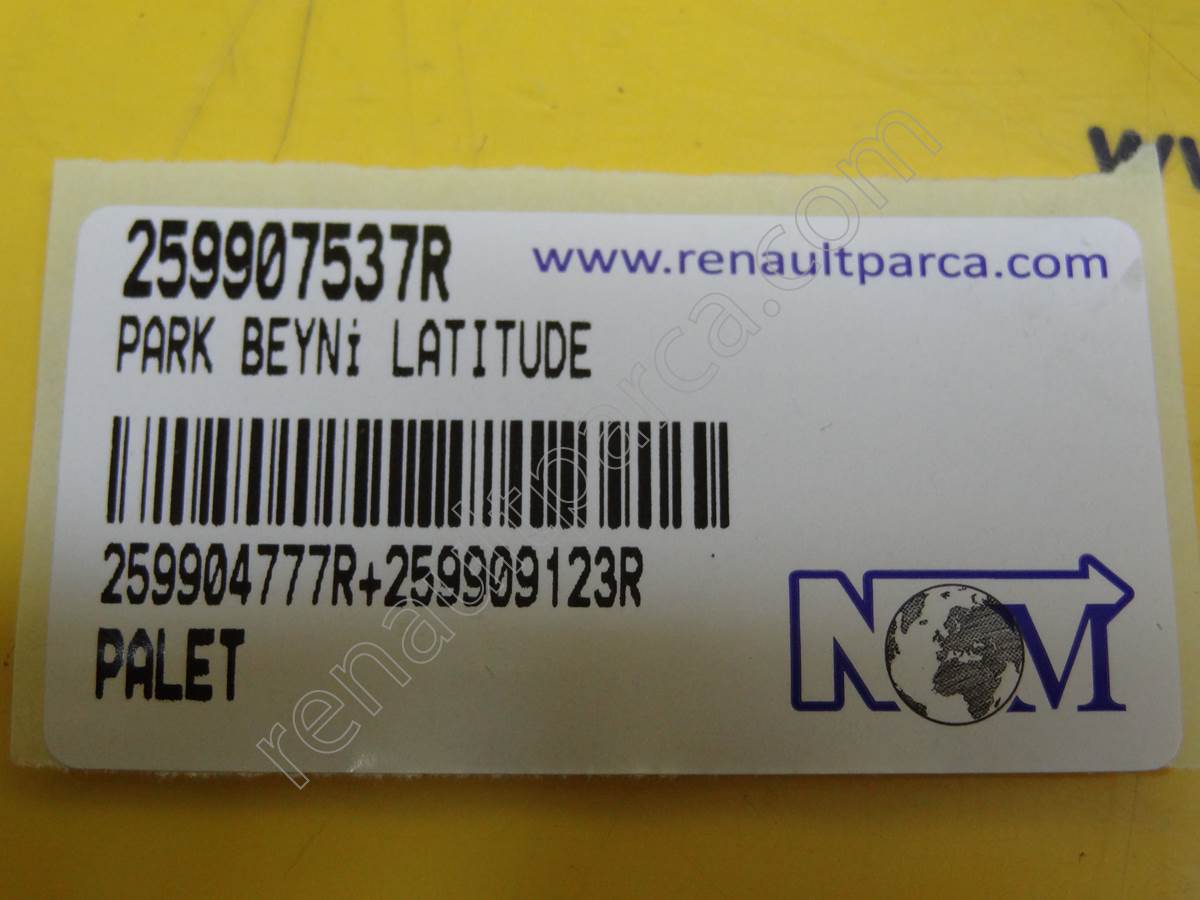 259907537R
www.renaultparca.com
PARK BEYNi LATITUDE
259904777R+259909123R
PALET
NOM
renaultparca.com